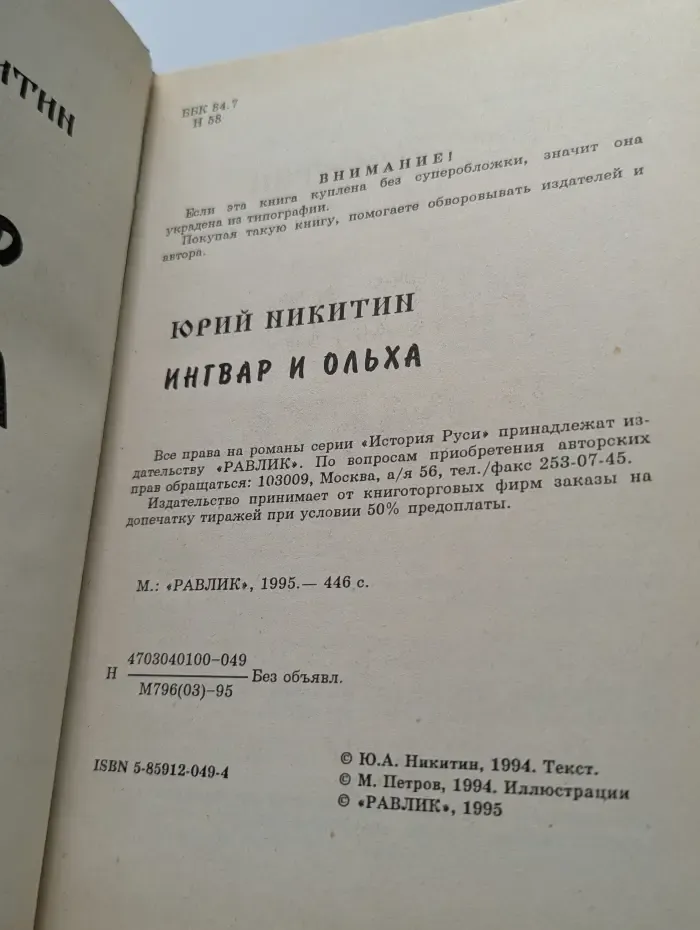 ИТИН
ББК 84.7
Н 58
ВНИМАНИЕ!
Если эта книга куплена без суперобложки, значит она
украдена из типографии.
Покупая такую книгу, помогаете обворовывать издателей и
автора.
ЮРИЙ НИКИТИН
ИНГВАР И ОЛЬХА
Все права на романы серии «История Руси» принадлежат из-
дательству «РАВЛИК». По вопросам приобретения авторских
прав обращаться: 103009, Москва, а/я 56, тел./факс 253-07-45.
Издательство принимает от книготорговых фирм заказы на
допечатку тиражей при условии 50% предоплаты.
М.: «РАВЛИК», 1995.— 446 с.
Н 4703040100-049 Без объявл.
М796(03)-95
ISBN 5-85912-049-4
© Ю.А. Никитин, 1994. Текст.
© М. Петров, 1994. Иллюстрации
© «РАВЛИК», 1995